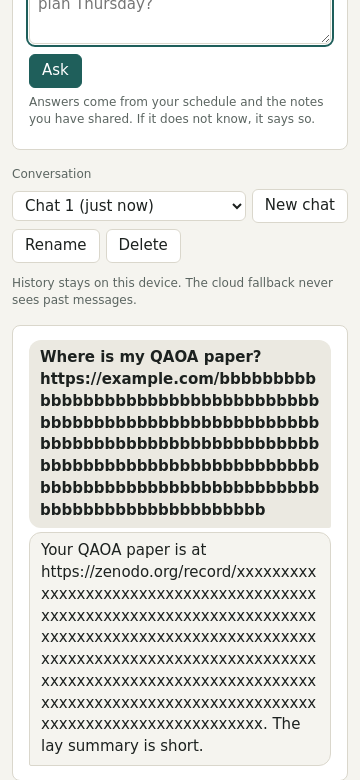 plan Thursday?
Ask
Answers come from your schedule and the notes
you have shared. If it does not know, it says so.
Conversation
Chat 1 (just now)
New chat
Rename
Delete
History stays on this device. The cloud fallback never
sees past messages.
Where is my QAOA paper?
https://example.com/bbbbbbbbb
bbbbbbbbbbbbbbbbbbbbbbbbbb
bbbbbbbbbbbbbbbbbbbbbbbbbb
bbbbbbbbbbbbbbbbbbbbbbbbbb
bbbbbbbbbbbbbbbbbbbbbbbbbb
bbbbbbbbbbbbbbbbbbbbbbbbbb
bbbbbbbbbbbbbbbbbbbbb
Your QAOA paper is at
https://zenodo.org/record/xxxxxxxxx
xxxxxxxxxxxxxxxxxxxxxxxxxxxxxxx
xxxxxxxxxxxxxxxxxxxxxxxxxxxxxxx
xxxxxxxxxxxxxxxxxxxxxxxxxxxxxxx
xxxxxxxxxxxxxxxxxxxxxxxxxxxxxxx
xxxxxxxxxxxxxxxxxxxxxxxxxxxxxxx
xxxxxxxxxxxxxxxxxxxxxxxxxxxxxxx
xxxxxxxxxxxxxxxxxxxxxxxxx. The
lay summary is short.